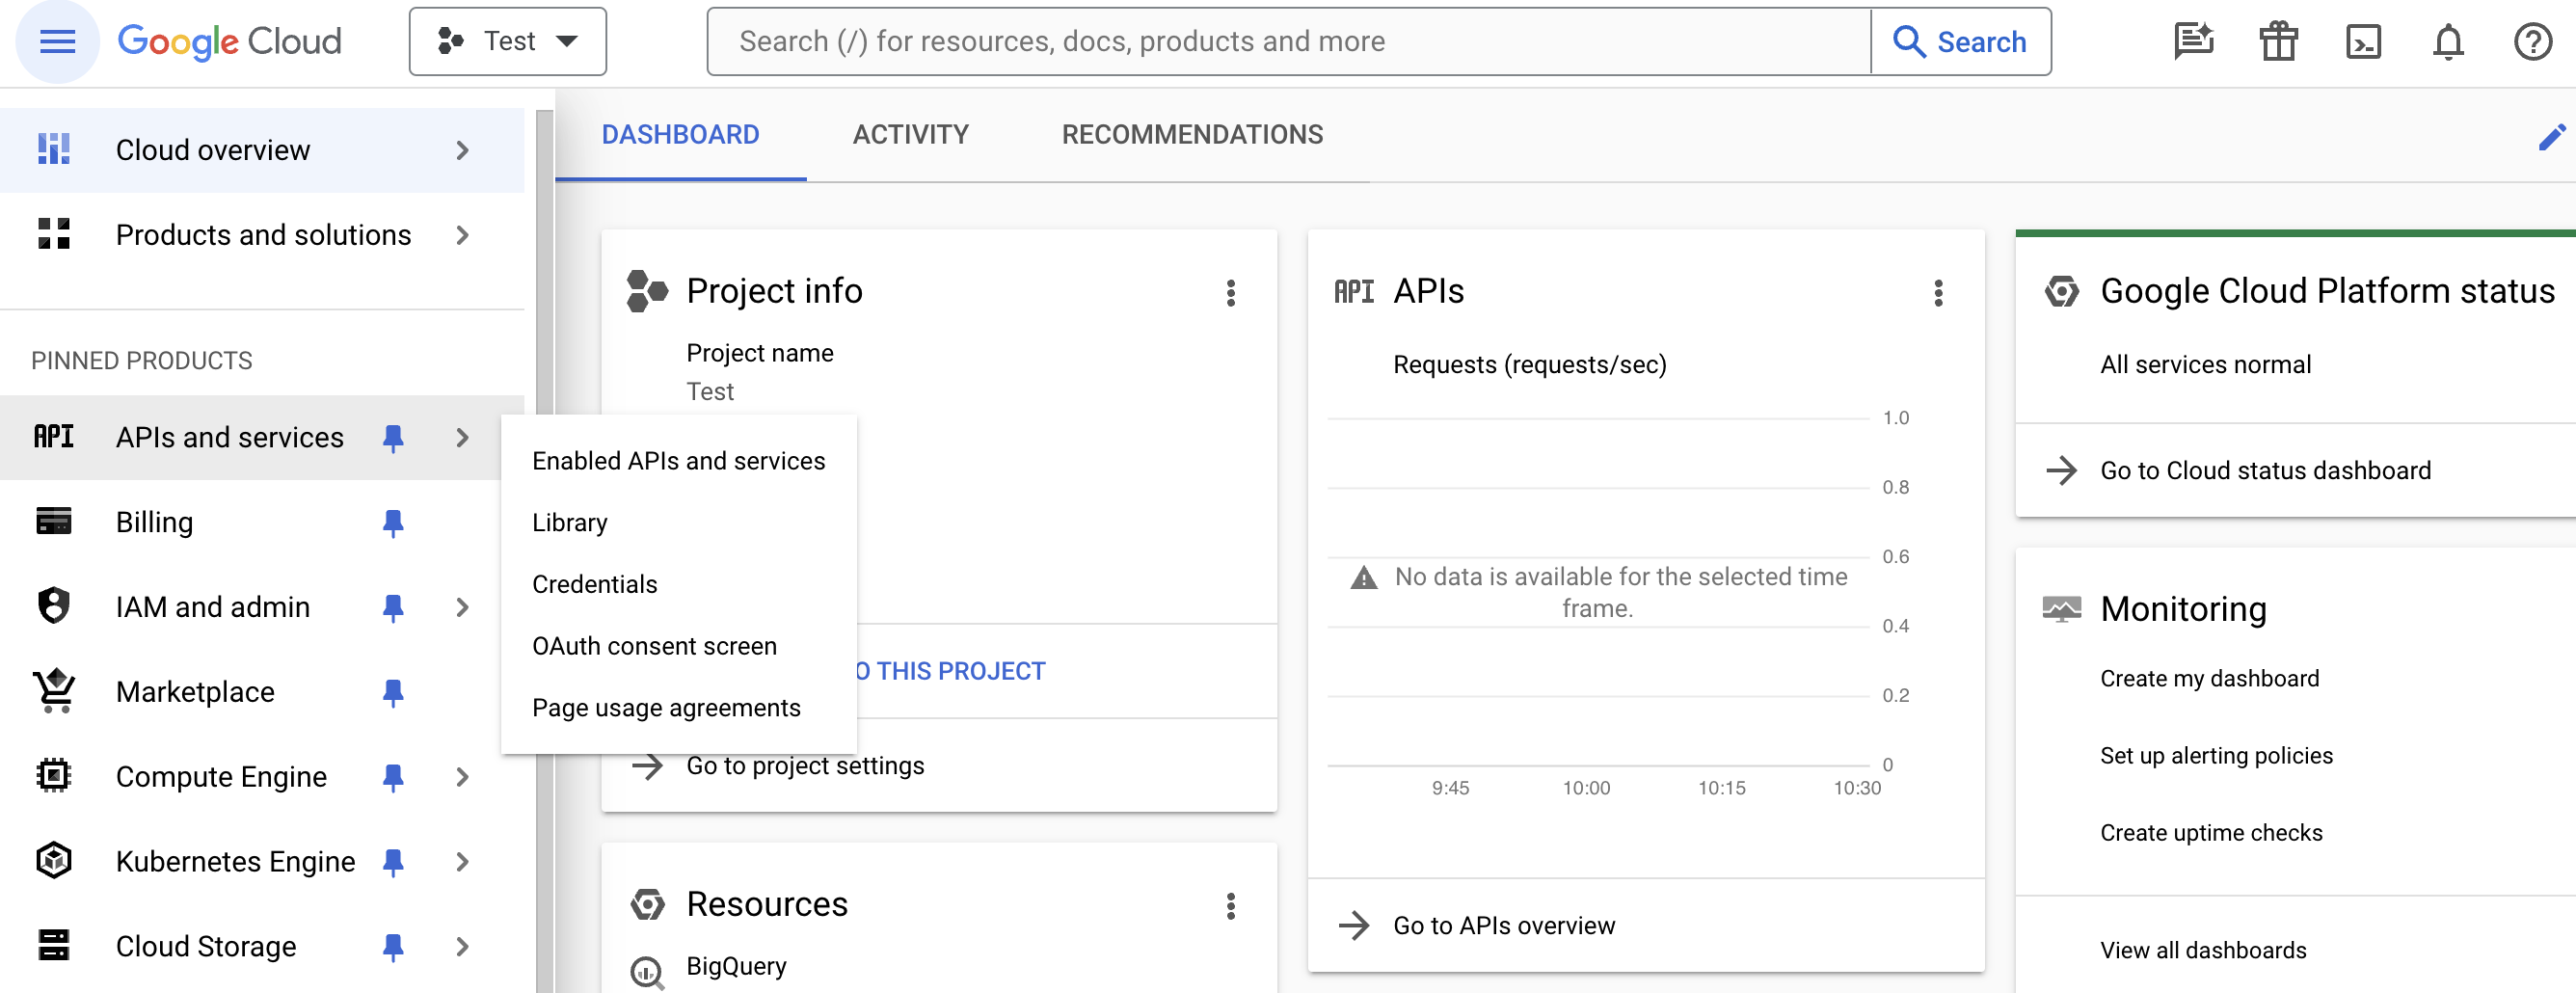 Google Cloud
Test
Search (/) for resources, docs, products and more
Search
Cloud overview
Products and solutions
PINNED PRODUCTS
API APIs and services
Billing
IAM and admin
Marketplace
Compute Engine
Kubernetes Engine
Cloud Storage
Enabled APIs and services
Library
Credentials
OAuth consent screen
Page usage agreements
DASHBOARD
ACTIVITY
RECOMMENDATIONS
Project info
Project name
Test
O THIS PROJECT
Go to project settings
Resources
BigQuery
API APIs
Requests (requests/sec)
1.0
0.8
0.6
No data is available for the selected time
frame.
0.4
0.2
0
9:45 10:00 10:15 10:30
Go to APIs overview
Google Cloud Platform status
All services normal
Go to Cloud status dashboard
Monitoring
Create my dashboard
Set up alerting policies
Create uptime checks
View all dashboards